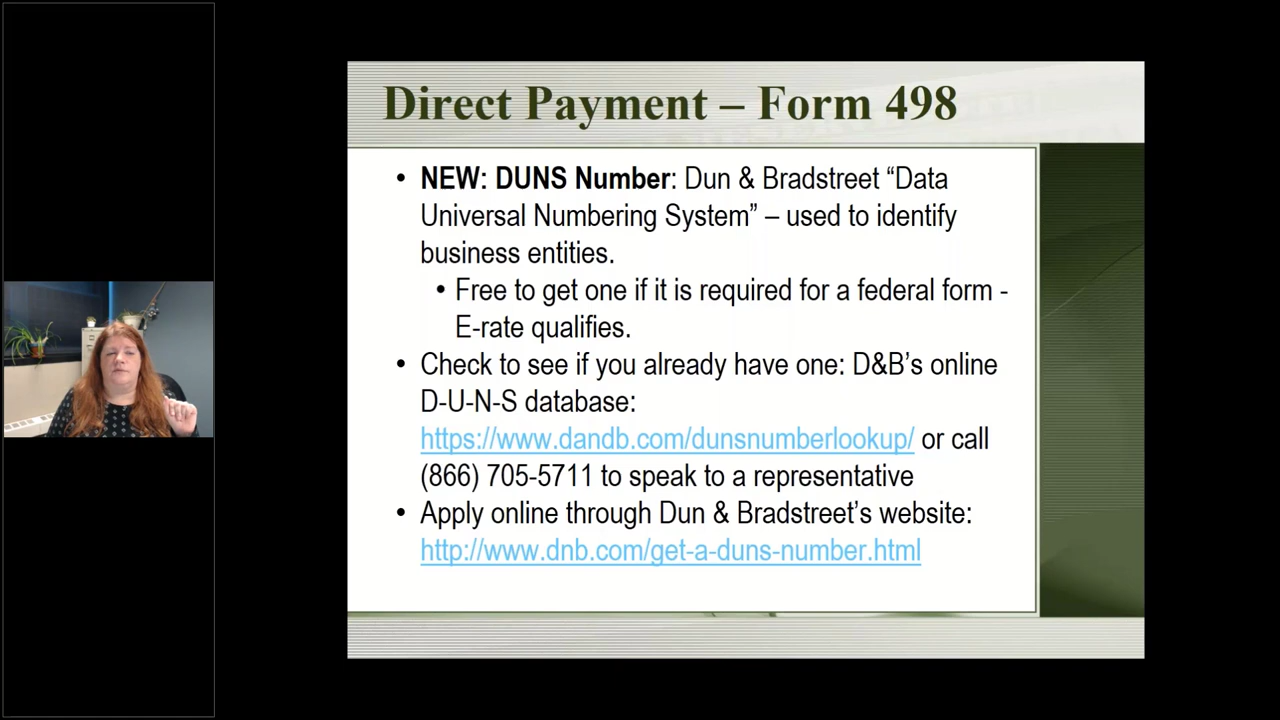 Direct Payment – Form 498
• NEW: DUNS Number: Dun & Bradstreet “Data
Universal Numbering System” – used to identify
business entities.
• Free to get one if it is required for a federal form -
E-rate qualifies.
• Check to see if you already have one: D&B’s online
D-U-N-S database:
https://www.dandb.com/dunsnumberlookup/ or call
(866) 705-5711 to speak to a representative
• Apply online through Dun & Bradstreet’s website:
http://www.dnb.com/get-a-duns-number.html